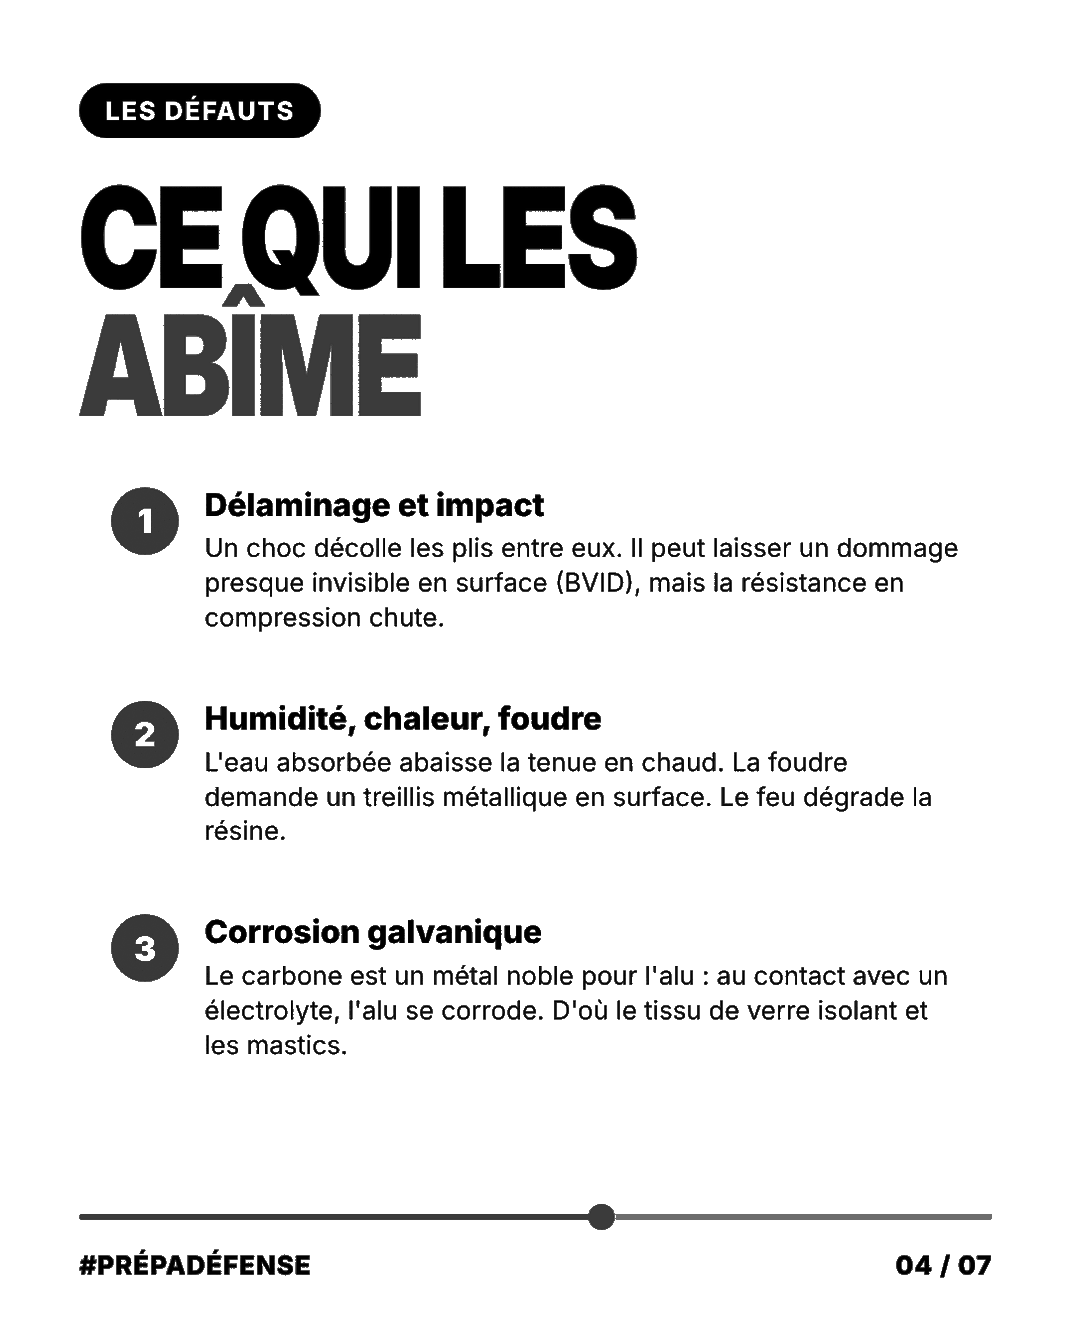 LES DÉFAUTS
CE QUI LES
ABÎME
1
Délaminage et impact
Un choc décolle les plis entre eux. Il peut laisser un dommage
presque invisible en surface (BVID), mais la résistance en
compression chute.
2
Humidité, chaleur, foudre
L'eau absorbée abaisse la tenue en chaud. La foudre
demande un treillis métallique en surface. Le feu dégrade la
résine.
3
Corrosion galvanique
Le carbone est un métal noble pour l'alu : au contact avec un
électrolyte, l'alu se corrode. D'où le tissu de verre isolant et
les mastics.
#PRÉPADÉFENSE
04 / 07